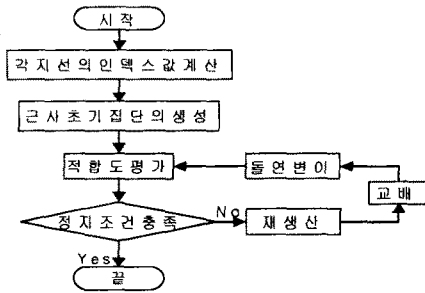 시작
각지선의인덱스값계산
근사초기집단의생성
적합도평가
돌연변이
교배
정지조건충족
No
재생산
Yes
끝